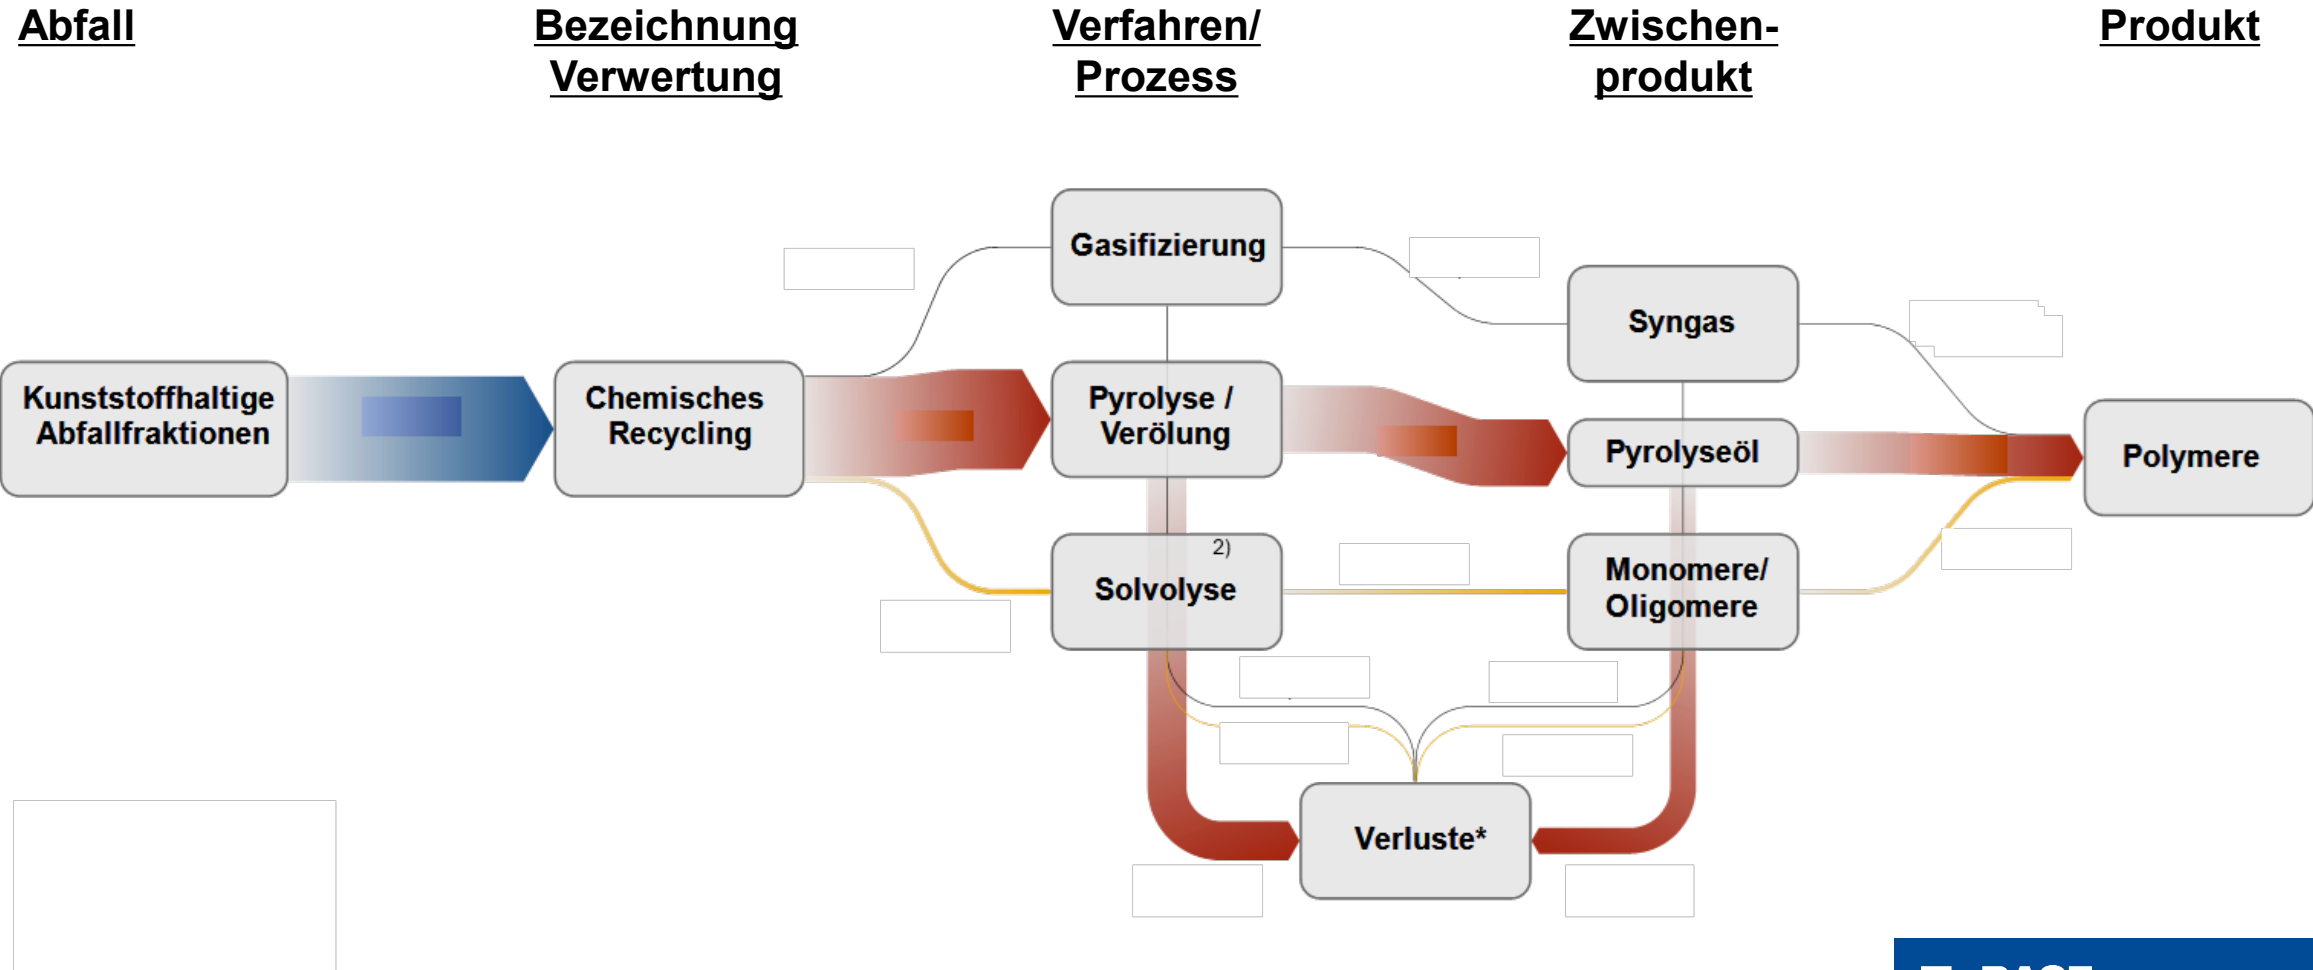 Abfall
Bezeichnung
Verwertung
Verfahren/
Prozess
Zwischen-
produkt
Produkt
Gasifizierung
Syngas
Kunststoffhaltige
Abfallfraktionen
Chemisches
Recycling
Pyrolyse /
Verölung
Pyrolyseöl
Polymere
2)
Solvolyse
Monomere/
Oligomere
Verluste*